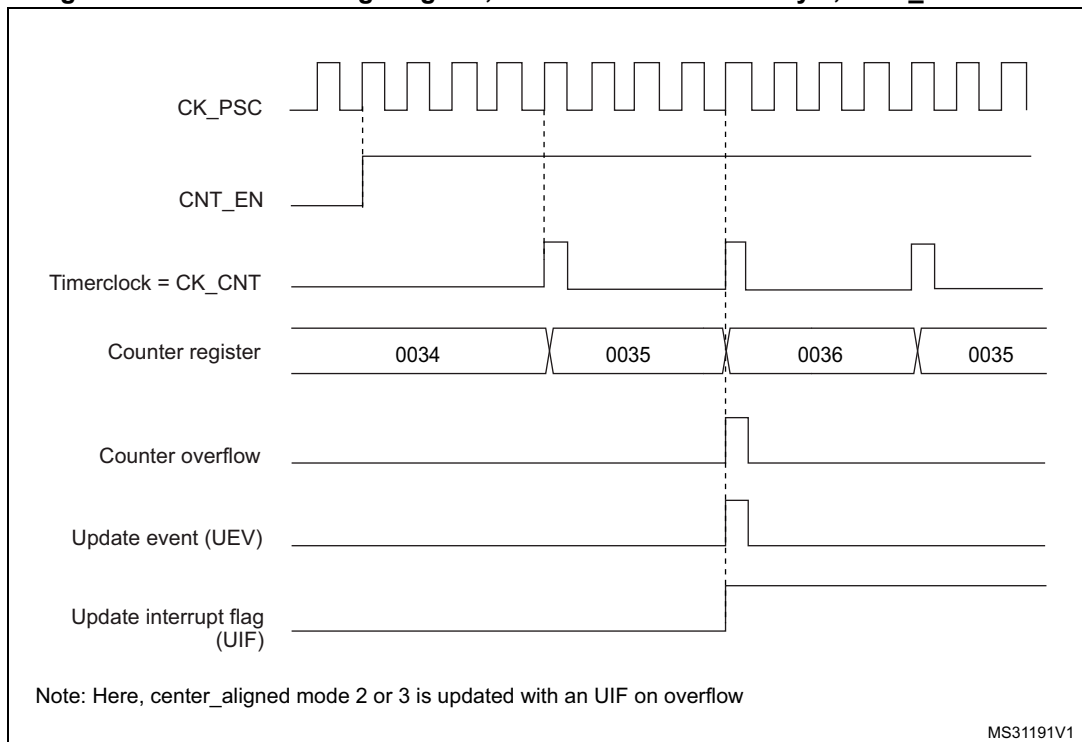 CK_PSC
CNT_EN
Timerclock = CK_CNT
Counter register
0034
0035
0036
0035
Counter overflow
Update event (UEV)
Update interrupt flag
(UIF)
Note: Here, center_aligned mode 2 or 3 is updated with an UIF on overflow
MS31191V1